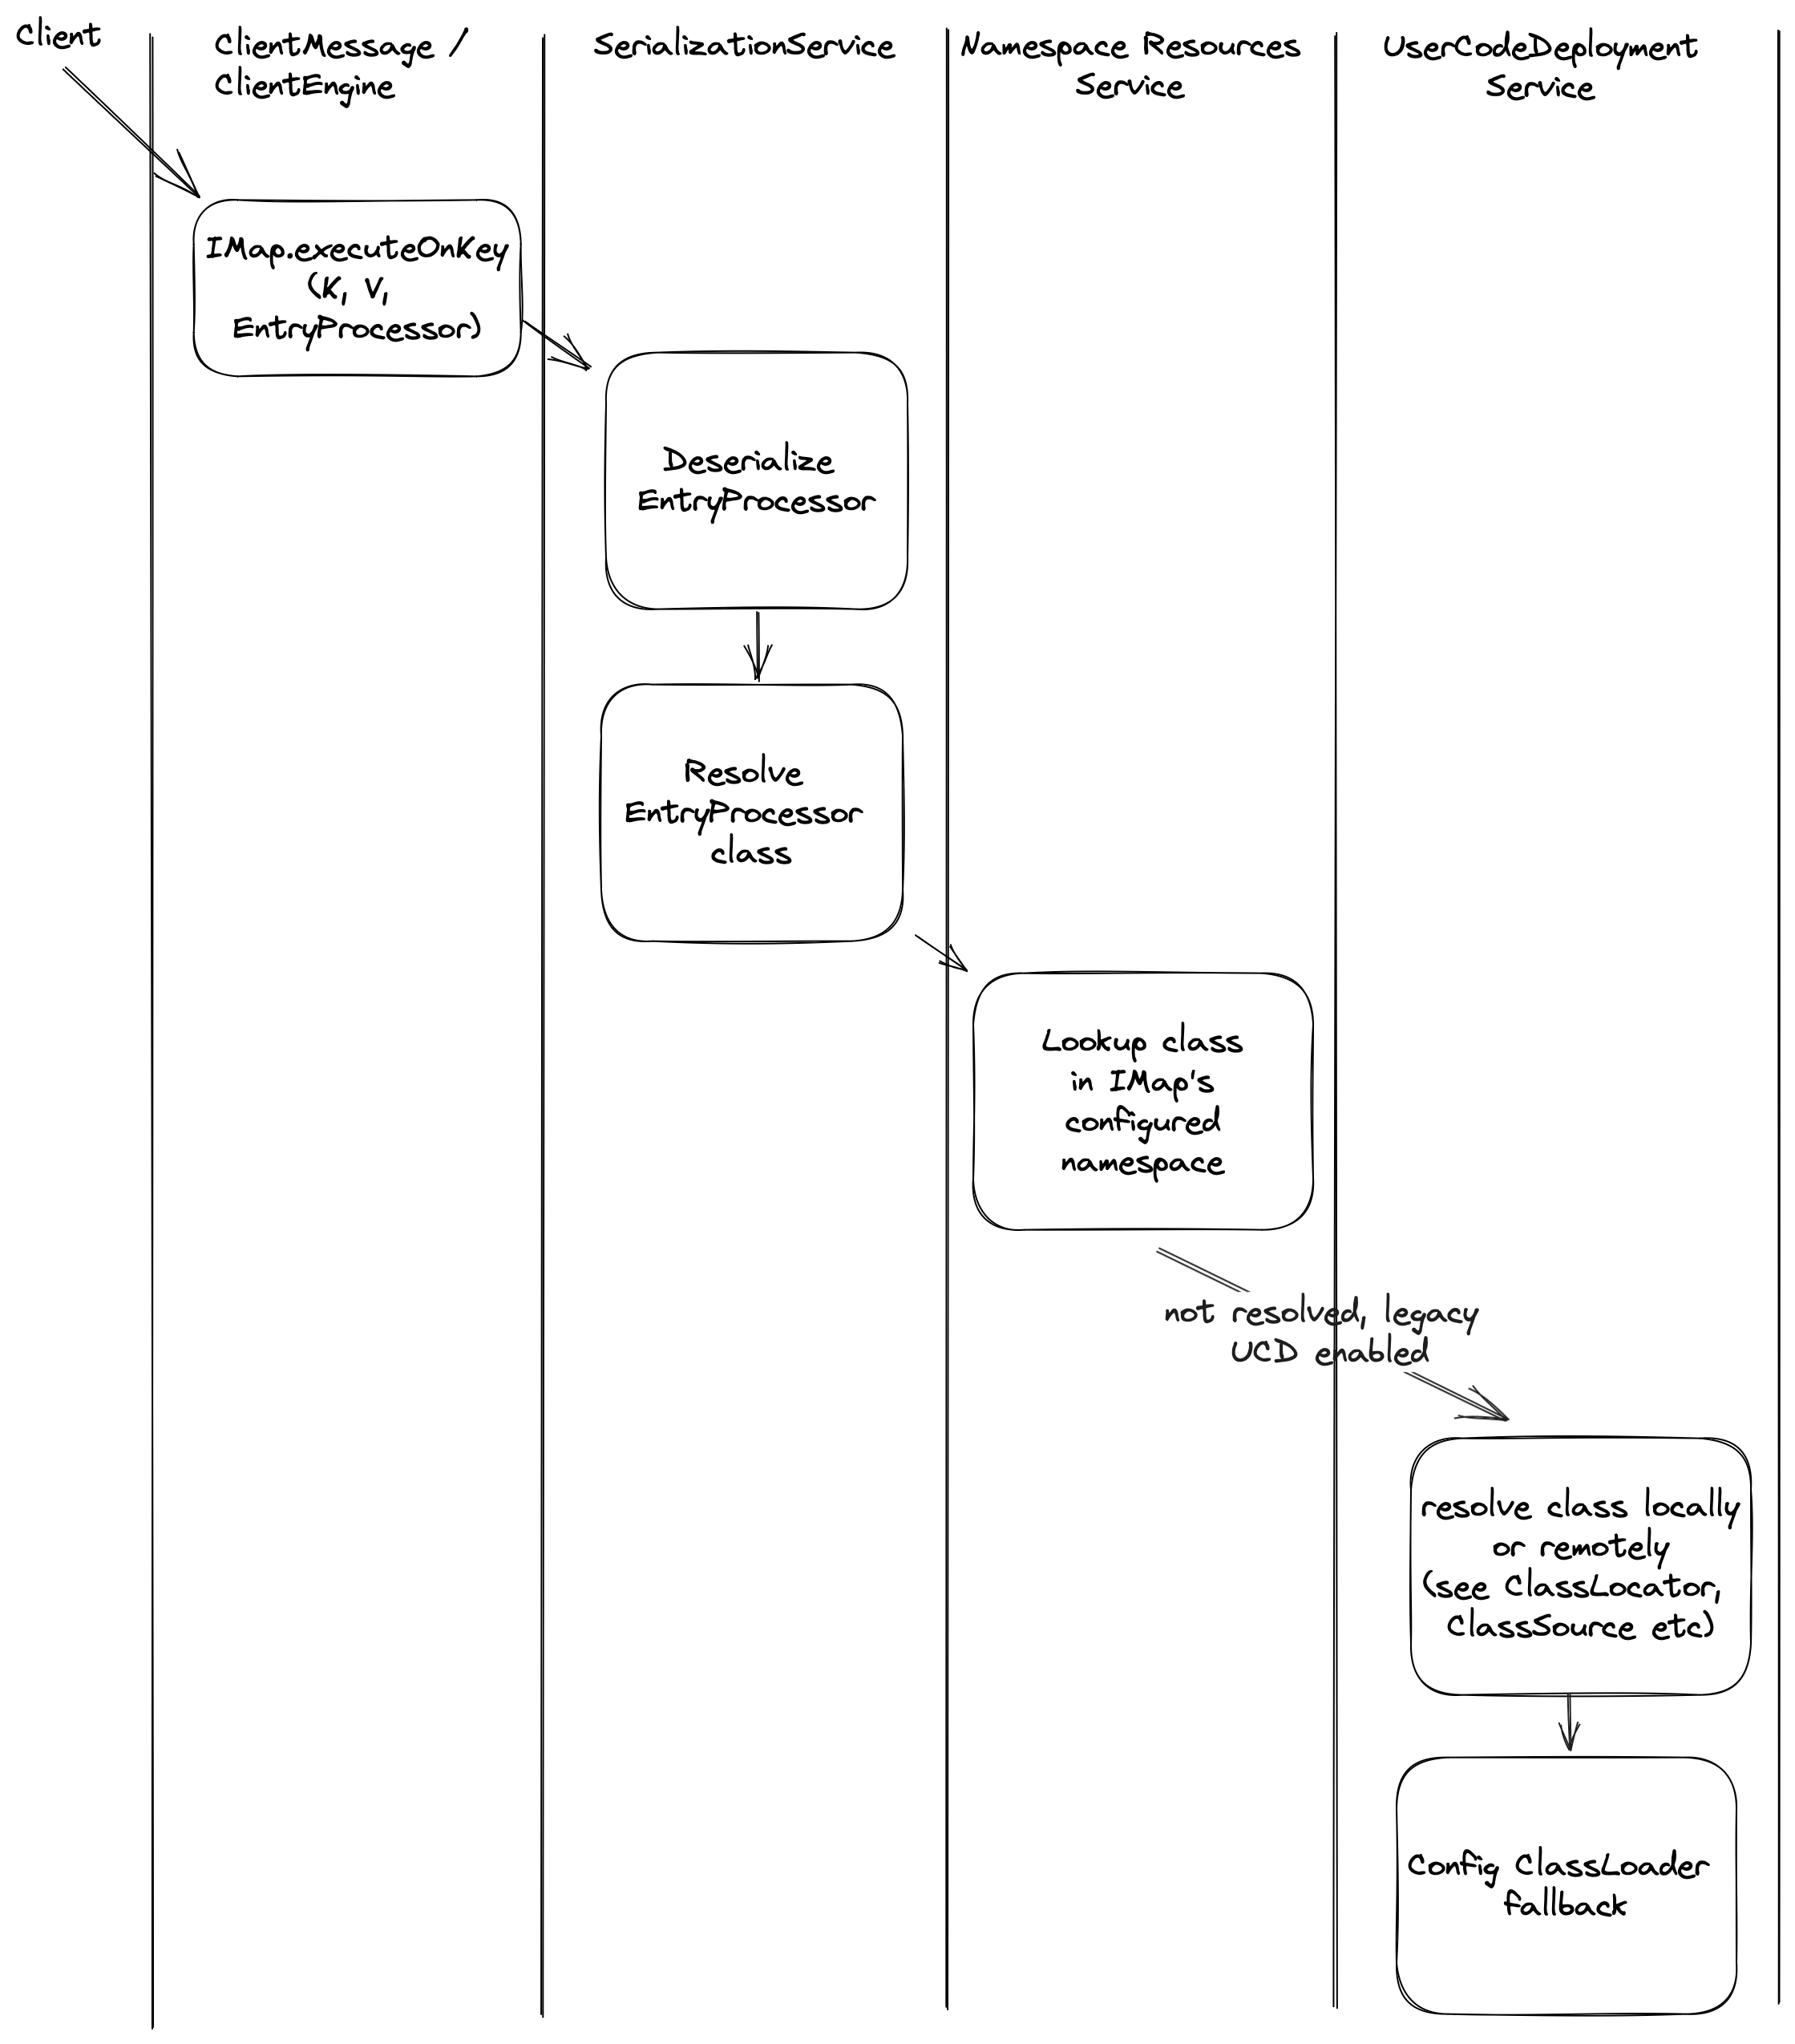 Client
ClientMessage /
ClientEngine
SerializationService
Namespace Resources
Service
UserCodeDeployment
Service
IMap.executeOnKey
(K, V,
EntryProcessor)
Deserialize
EntryProcessor
Resolve
EntryProcessor
class
Lookup class
in IMap's
configured
namespace
not resolved, legacy
UCD enabled
resolve class locally
or remotely
(see ClassLocator,
ClassSource etc)
Config ClassLoader
fallback